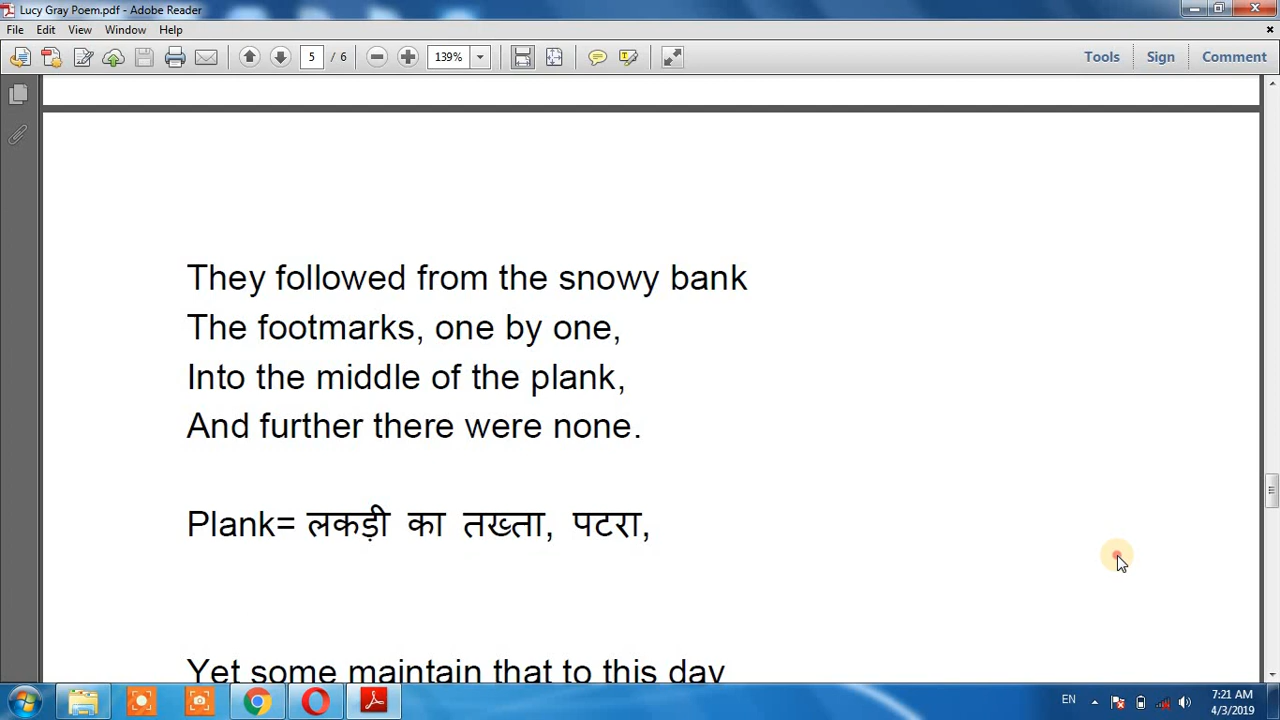 Lucy Gray Poem.pdf - Adobe Reader
File Edit View Window Help
5 / 6 139% Tools Sign Comment
They followed from the snowy bank
The footmarks, one by one,
Into the middle of the plank,
And further there were none.
Plank= लकड़ी का तख्ता, पटरा,
Yet some maintain that to this day
EN 7:21 AM
4/3/2019